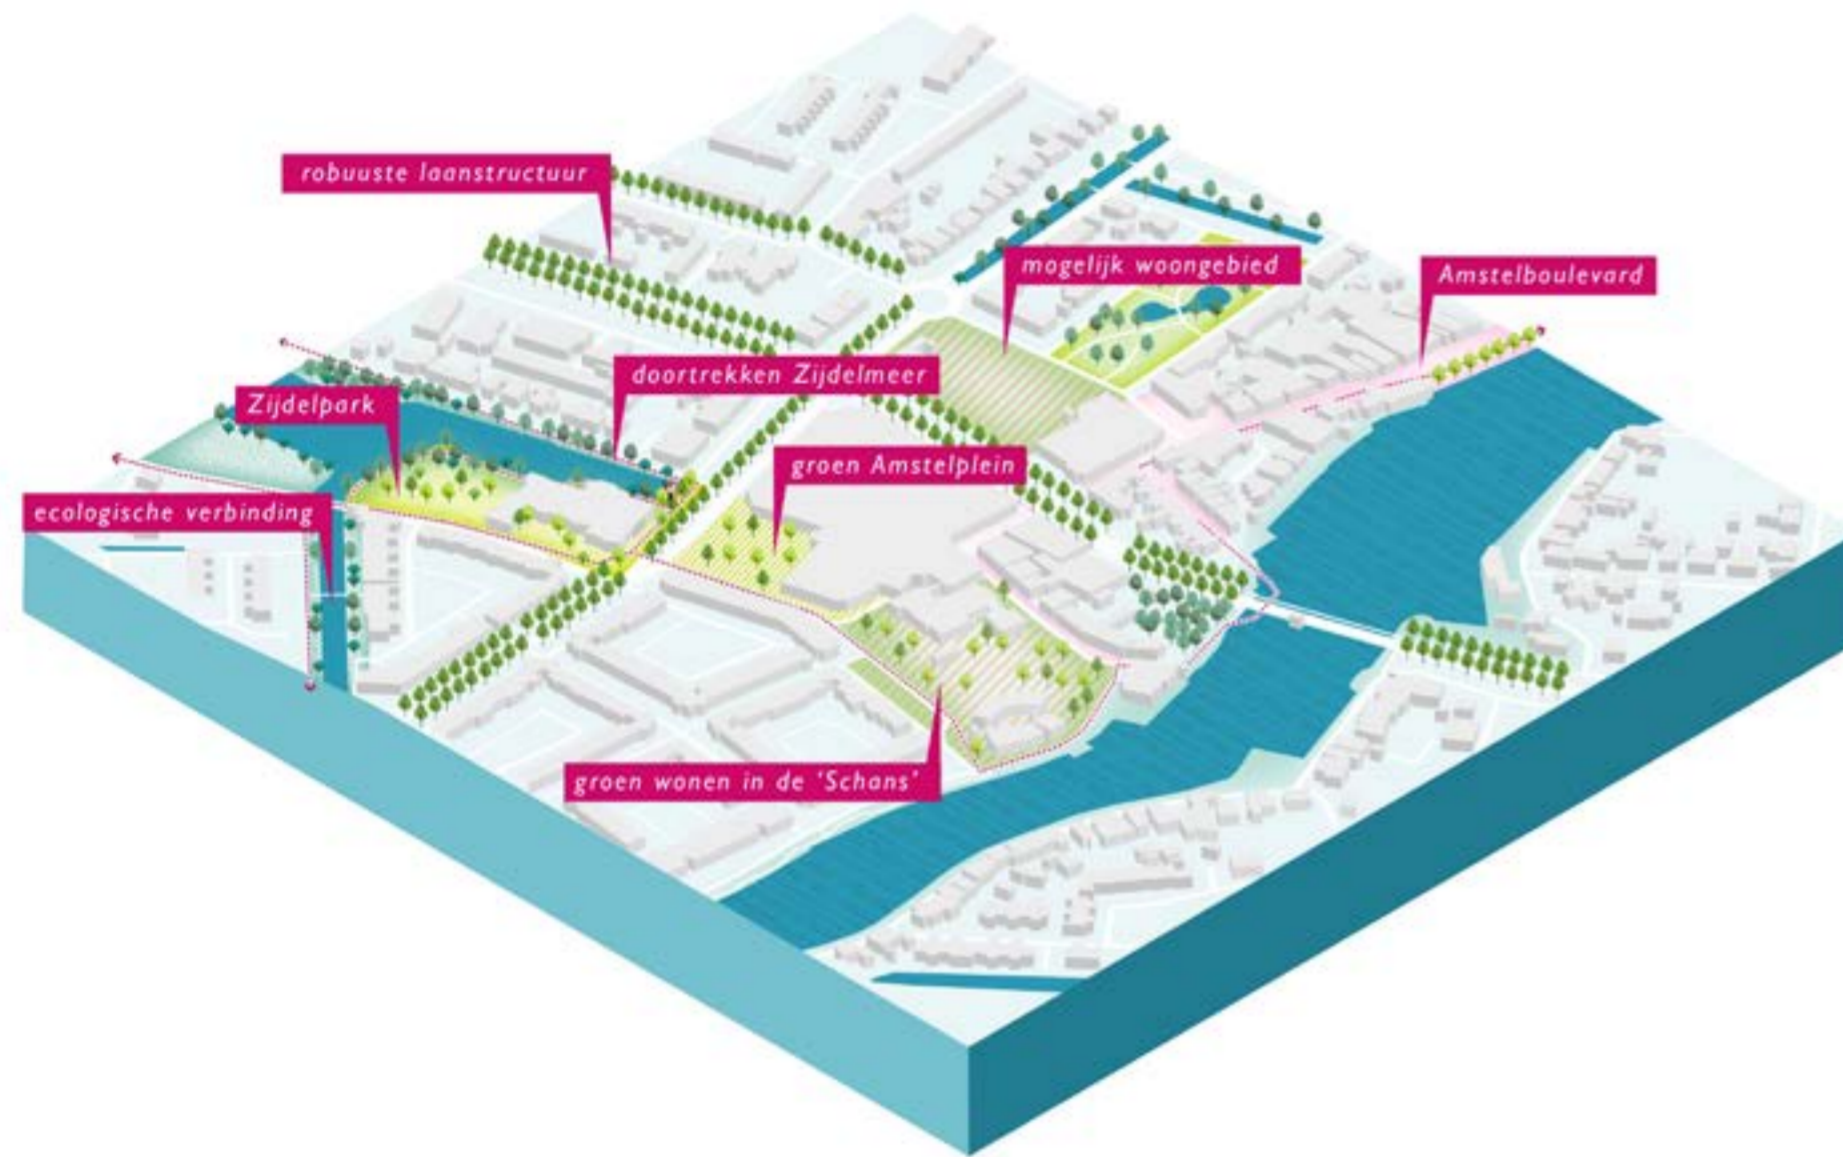 robuuste laanstructuur
mogelijk woongebied
Amstelboulevard
doortrekken Zijdelmeer
Zijdelpark
groen Amstelplein
ecologische verbinding
groen wonen in de ‘Schans’